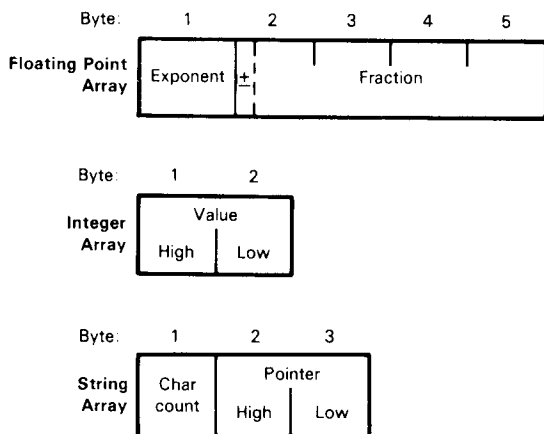 Byte: 1 2 3 4 5
Floating Point Array
Exponent ± Fraction
Byte: 1 2
Integer Array
Value
High Low
Byte: 1 2 3
String Array
Char count
Pointer
High Low